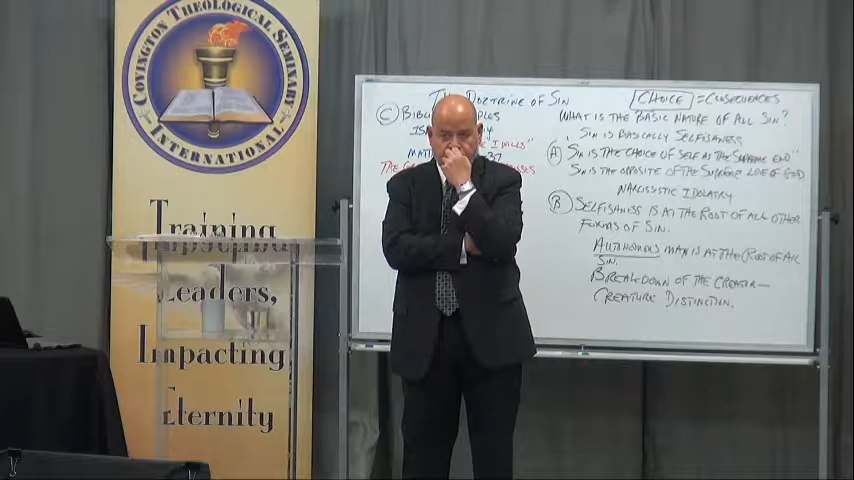 COVINGTON THEOLOGICAL SEMINARY
INTERNATIONAL
Training
Leaders,
Impacting
Eternity
THE DOCTRINE OF SIN
C BIBL PLES
E I WILLS"
37
CHOICE = CONSEQUENCES
WHAT IS THE BASIC NATURE OF ALL SIN?
SIN IS BASICALLY SELFISHNESS.
A SIN IS THE CHOICE OF SELF AS THE SUPREME END"
SIN IS THE OPPOSITE OF THE SUPREME LOVE OF GOD.
NARCISSISTIC IDOLATRY
B SELFISHNESS IS AT THE ROOT OF ALL OTHER
FORMS OF SIN.
AUTONOMOUS MAN IS AT THE ROOT OF ALL
SIN.
BREAKDOWN OF THE CREATOR—
CREATURE DISTINCTION.